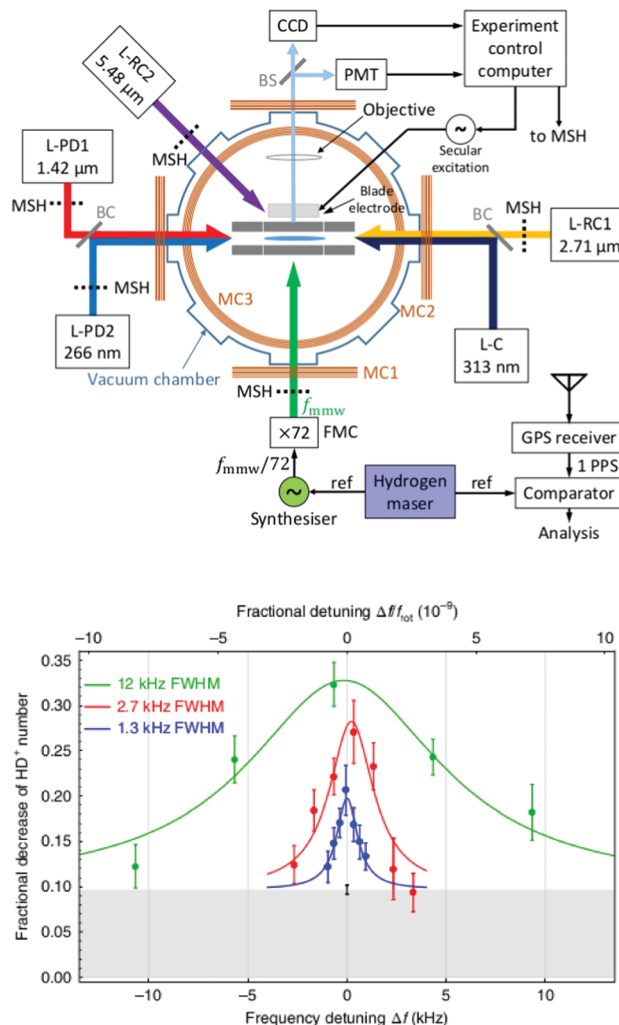 CCD
Experiment
control
computer
L-RC2
5.48 μm
BS
PMT
Objective
to MSH
Secular
excitation
MSH
L-PD1
1.42 μm
Blade
electrode
MSH
BC
BC
MSH
L-RC1
2.71 μm
MSH
MC3
MC2
L-PD2
266 nm
L-C
313 nm
Vacuum chamber
MC1
MSH
f_mmw
×72
FMC
GPS receiver
f_mmw/72
1 PPS
ref
Hydrogen
maser
ref
Comparator
Synthesiser
Analysis
Fractional detuning Δf/f_rot (10⁻⁹)
−10 −5 0 5 10
Fractional decrease of HD⁺ number
0.35
12 kHz FWHM
0.30
2.7 kHz FWHM
1.3 kHz FWHM
0.25
0.20
0.15
0.10
0.05
0.00
−10 −5 0 5 10
Frequency detuning Δf (kHz)